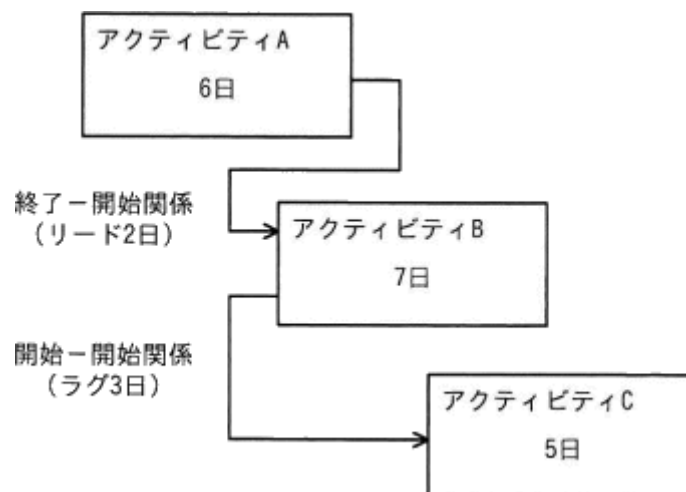 アクティビティA
6日
終了－開始関係
（リード2日）
アクティビティB
7日
開始－開始関係
（ラグ3日）
アクティビティC
5日